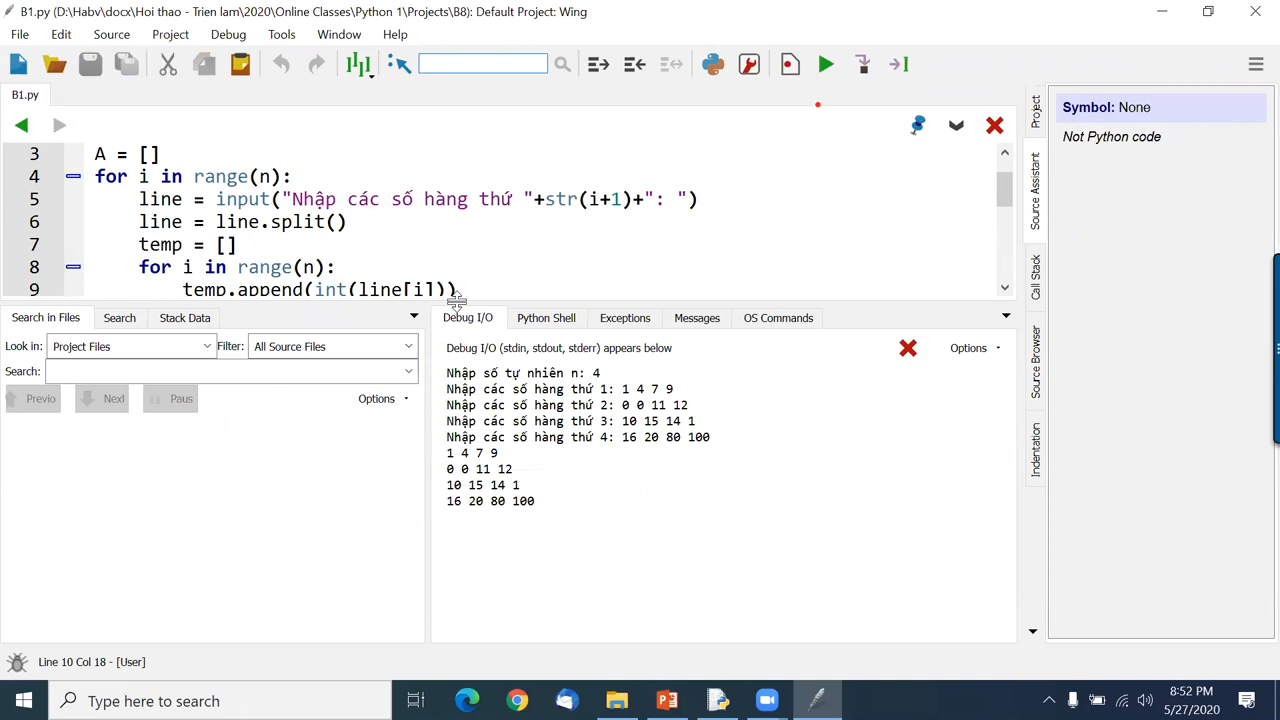 B1.py (D:\Habv\docx\Hoi thao - Trien lam\2020\Online Classes\Python 1\Projects\B8): Default Project: Wing
File Edit Source Project Debug Tools Window Help
B1.py
3 A = []
4 for i in range(n):
5 line = input("Nhập các số hàng thứ "+str(i+1)+": ")
6 line = line.split()
7 temp = []
8 for i in range(n):
9 temp.append(int(line[i]))
Search in Files Search Stack Data
Look in: Project Files Filter: All Source Files
Search:
Previo Next Paus Options
Debug I/O Python Shell Exceptions Messages OS Commands
Debug I/O (stdin, stdout, stderr) appears below Options
Nhập số tự nhiên n: 4
Nhập các số hàng thứ 1: 1 4 7 9
Nhập các số hàng thứ 2: 0 0 11 12
Nhập các số hàng thứ 3: 10 15 14 1
Nhập các số hàng thứ 4: 16 20 80 100
1 4 7 9
0 0 11 12
10 15 14 1
16 20 80 100
Project
Source Assistant
Call Stack
Source Browser
Indentation
Symbol: None
Not Python code
Line 10 Col 18 - [User]
Type here to search
8:52 PM
5/27/2020